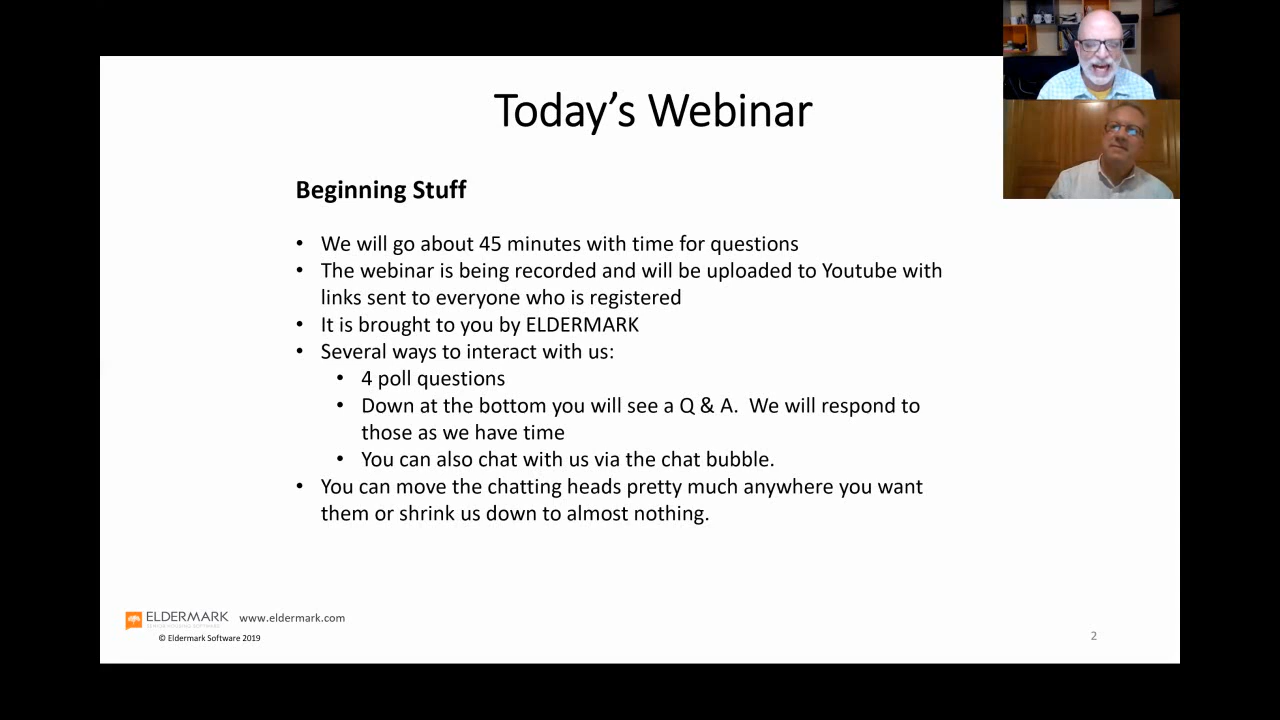 Today's Webinar
Beginning Stuff
• We will go about 45 minutes with time for questions
• The webinar is being recorded and will be uploaded to Youtube with
links sent to everyone who is registered
• It is brought to you by ELDERMARK
• Several ways to interact with us:
• 4 poll questions
• Down at the bottom you will see a Q & A.  We will respond to
those as we have time
• You can also chat with us via the chat bubble.
• You can move the chatting heads pretty much anywhere you want
them or shrink us down to almost nothing.
ELDERMARK www.eldermark.com
SENIOR HOUSING SOFTWARE
© Eldermark Software 2019
2